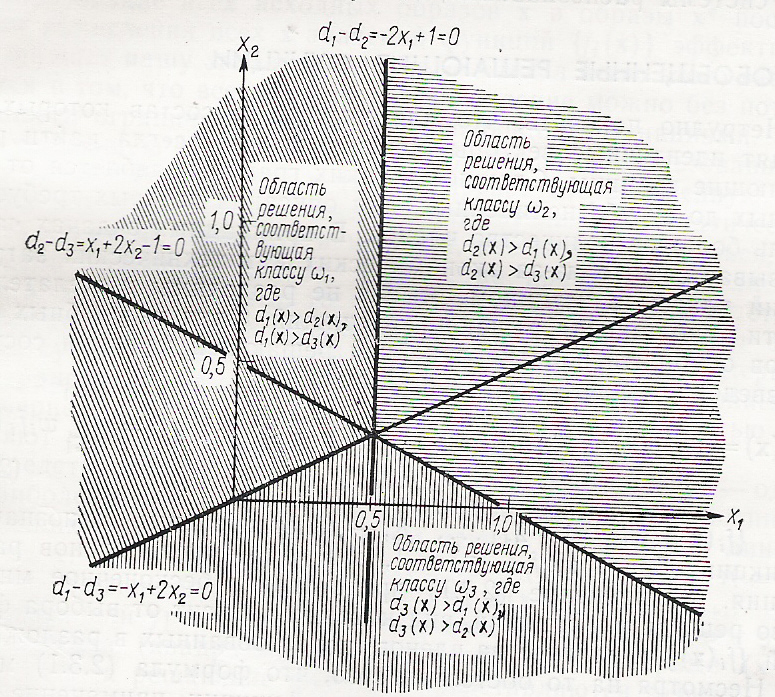 ОБОБЩЕННЫЕ РЕШАЮЩИЕ
d₁-d₂=-2x₁+1=0
x₂
Область
решения,
соответст-
вующая
классу ω₁,
где
d₁(x)>d₂(x),
d₁(x)>d₃(x)
Область
решения,
соответствующая
классу ω₂,
где
d₂(x)>d₁(x),
d₂(x)>d₃(x)
1,0
d₂-d₃=x₁+2x₂-1=0
0,5
0,5
1,0
x₁
Область решения,
соответствующая
классу ω₃, где
d₃(x)>d₁(x),
d₃(x)>d₂(x)
d₁-d₃=-x₁+2x₂=0